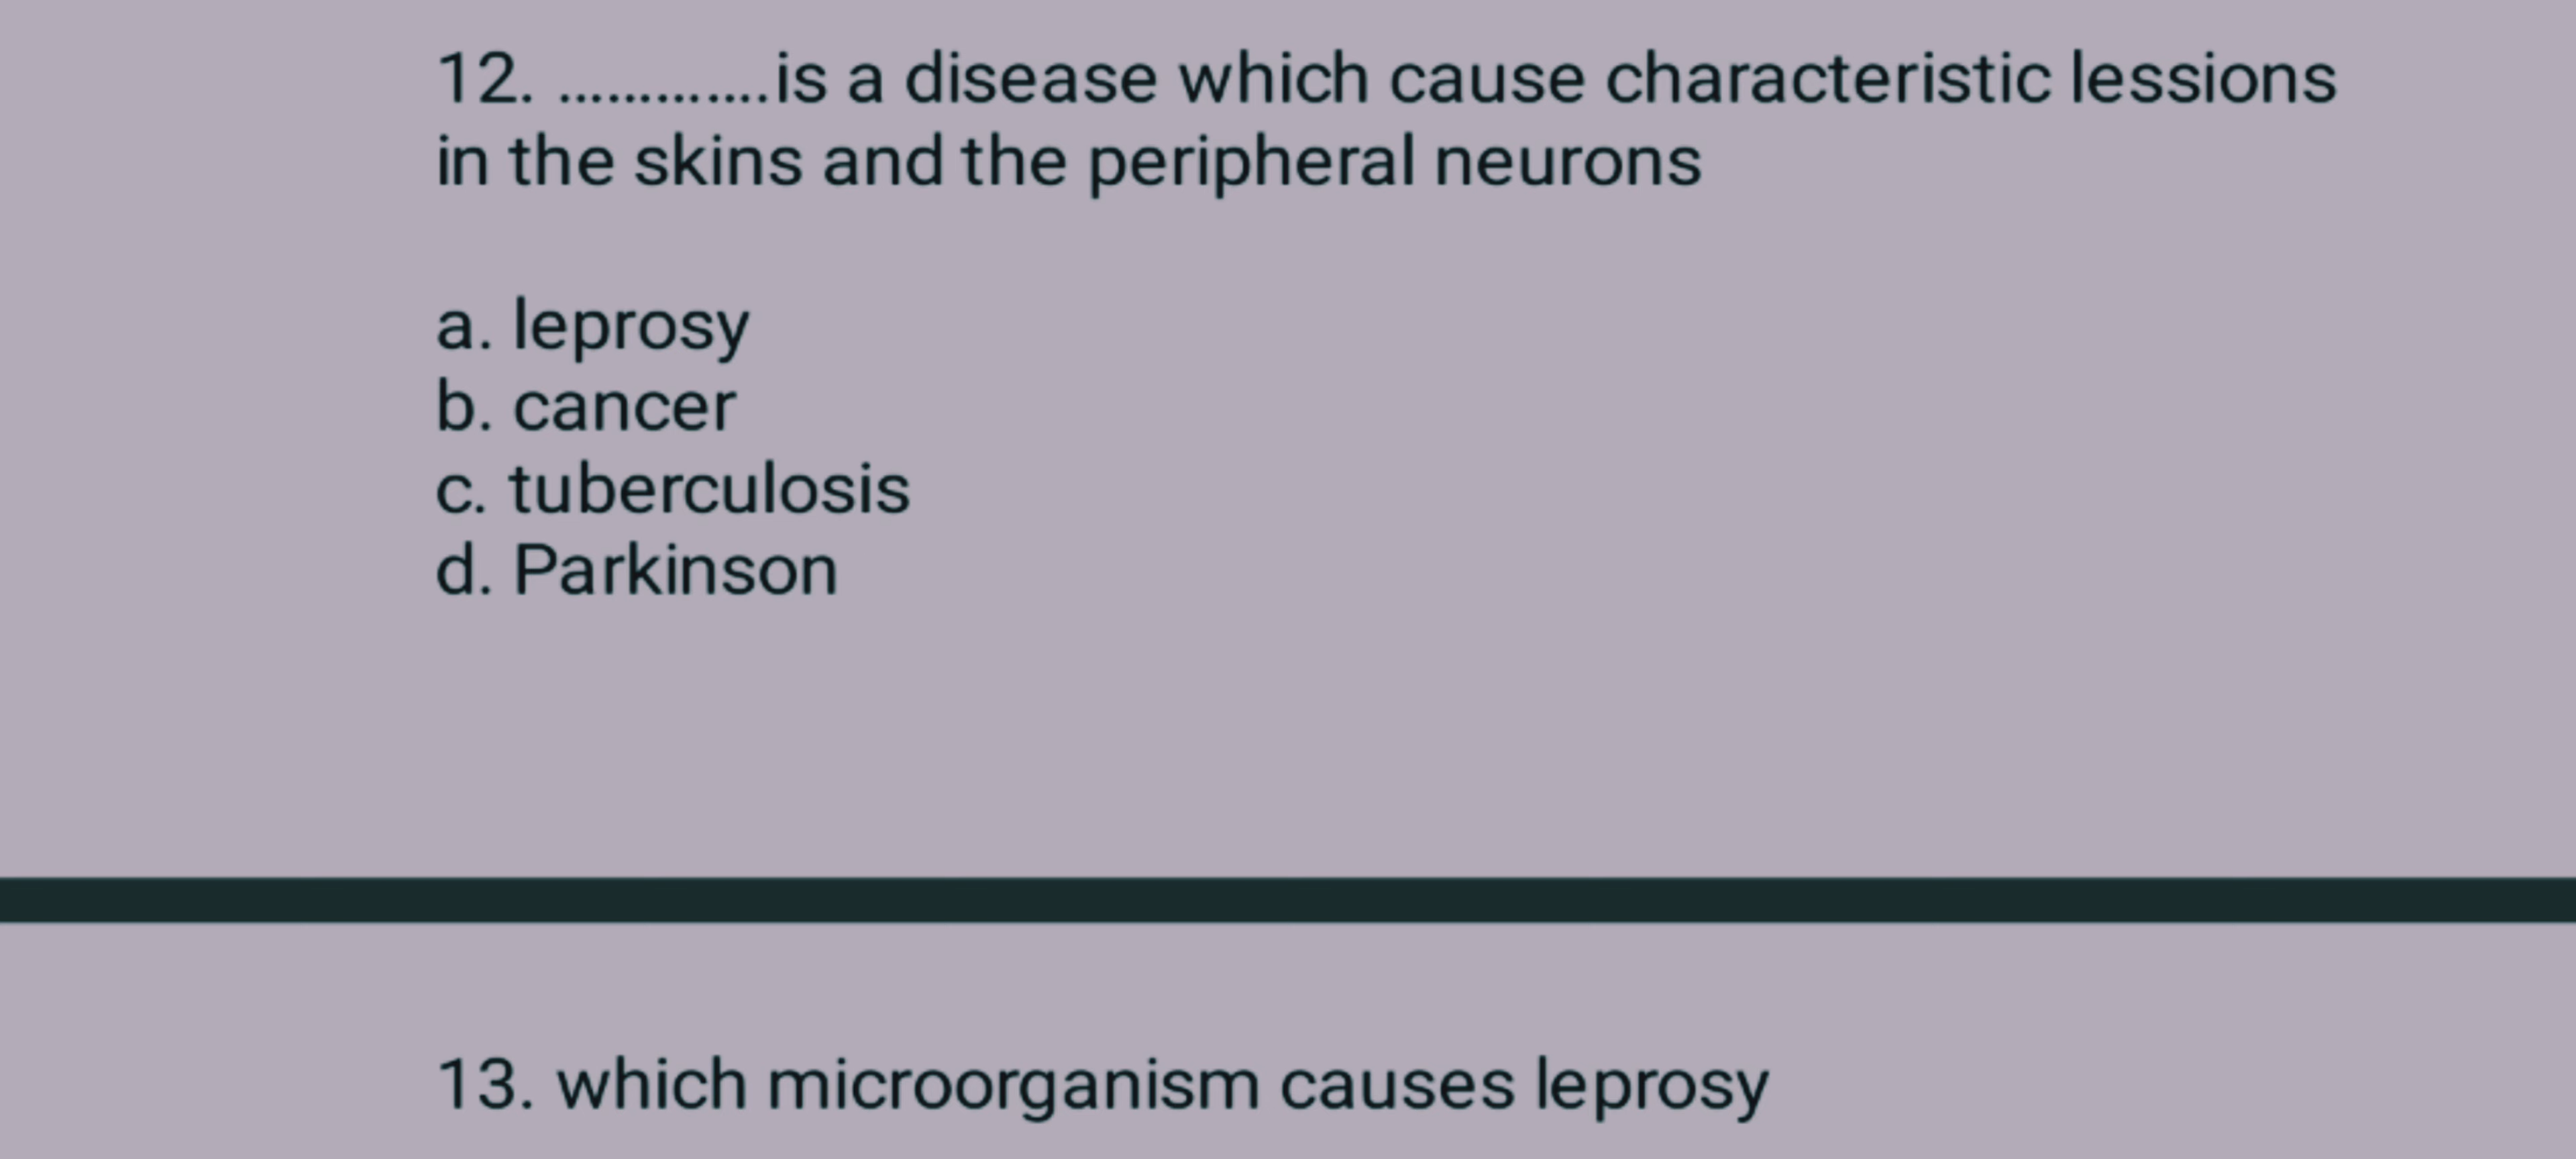 12. .............is a disease which cause characteristic lessions
in the skins and the peripheral neurons
a. leprosy
b. cancer
c. tuberculosis
d. Parkinson
13. which microorganism causes leprosy